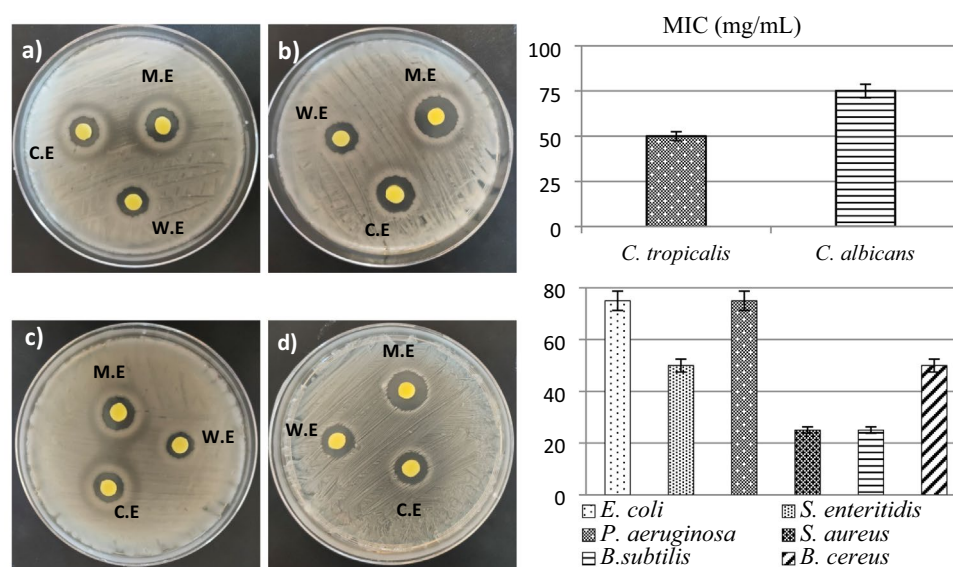 a)
M.E
C.E
W.E
b)
M.E
W.E
C.E
c)
M.E
W.E
C.E
d)
M.E
W.E
C.E
MIC (mg/mL)
100
75
50
25
0
C. tropicalis C. albicans
80
60
40
20
0
E. coli S. enteritidis
P. aeruginosa S. aureus
B.subtilis B. cereus